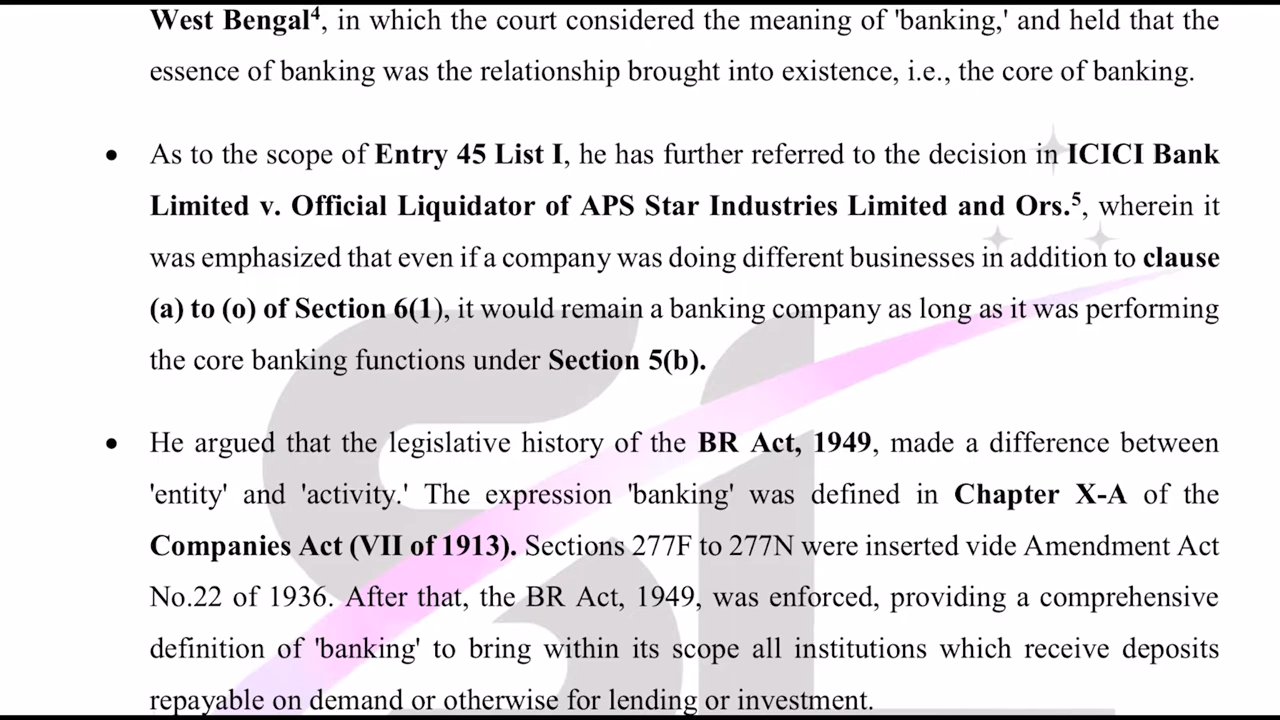 West Bengal⁴, in which the court considered the meaning of 'banking,' and held that the
essence of banking was the relationship brought into existence, i.e., the core of banking.
• As to the scope of Entry 45 List I, he has further referred to the decision in ICICI Bank
Limited v. Official Liquidator of APS Star Industries Limited and Ors.⁵, wherein it
was emphasized that even if a company was doing different businesses in addition to clause
(a) to (o) of Section 6(1), it would remain a banking company as long as it was performing
the core banking functions under Section 5(b).
• He argued that the legislative history of the BR Act, 1949, made a difference between
'entity' and 'activity.' The expression 'banking' was defined in Chapter X-A of the
Companies Act (VII of 1913). Sections 277F to 277N were inserted vide Amendment Act
No.22 of 1936. After that, the BR Act, 1949, was enforced, providing a comprehensive
definition of 'banking' to bring within its scope all institutions which receive deposits
repayable on demand or otherwise for lending or investment.